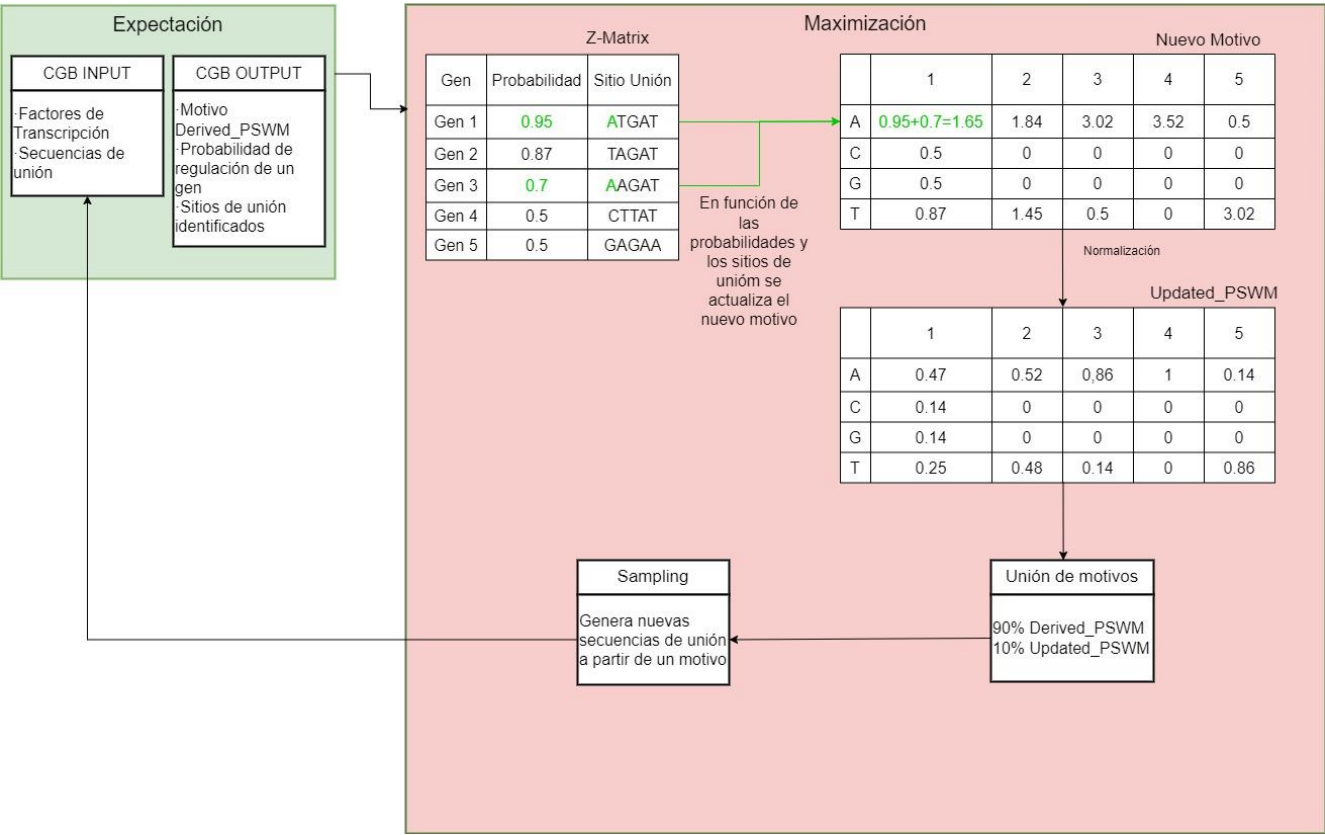 Expectación
CGB INPUT
·Factores de
Transcripción
·Secuencias de
unión
CGB OUTPUT
·Motivo
Derived_PSWM
·Probabilidad de
regulación de un
gen
·Sitios de unión
identificados
Maximización
Z-Matrix
Gen Probabilidad Sitio Unión
Gen 1 0.95 ATGAT
Gen 2 0.87 TAGAT
Gen 3 0.7 AAGAT
Gen 4 0.5 CTTAT
Gen 5 0.5 GAGAA
En función de
las
probabilidades y
los sitios de
unióm se
actualiza el
nuevo motivo
Nuevo Motivo
1 2 3 4 5
A 0.95+0.7=1.65 1.84 3.02 3.52 0.5
C 0.5 0 0 0 0
G 0.5 0 0 0 0
T 0.87 1.45 0.5 0 3.02
Normalización
Updated_PSWM
1 2 3 4 5
A 0.47 0.52 0,86 1 0.14
C 0.14 0 0 0 0
G 0.14 0 0 0 0
T 0.25 0.48 0.14 0 0.86
Unión de motivos
90% Derived_PSWM
10% Updated_PSWM
Sampling
Genera nuevas
secuencias de unión
a partir de un motivo